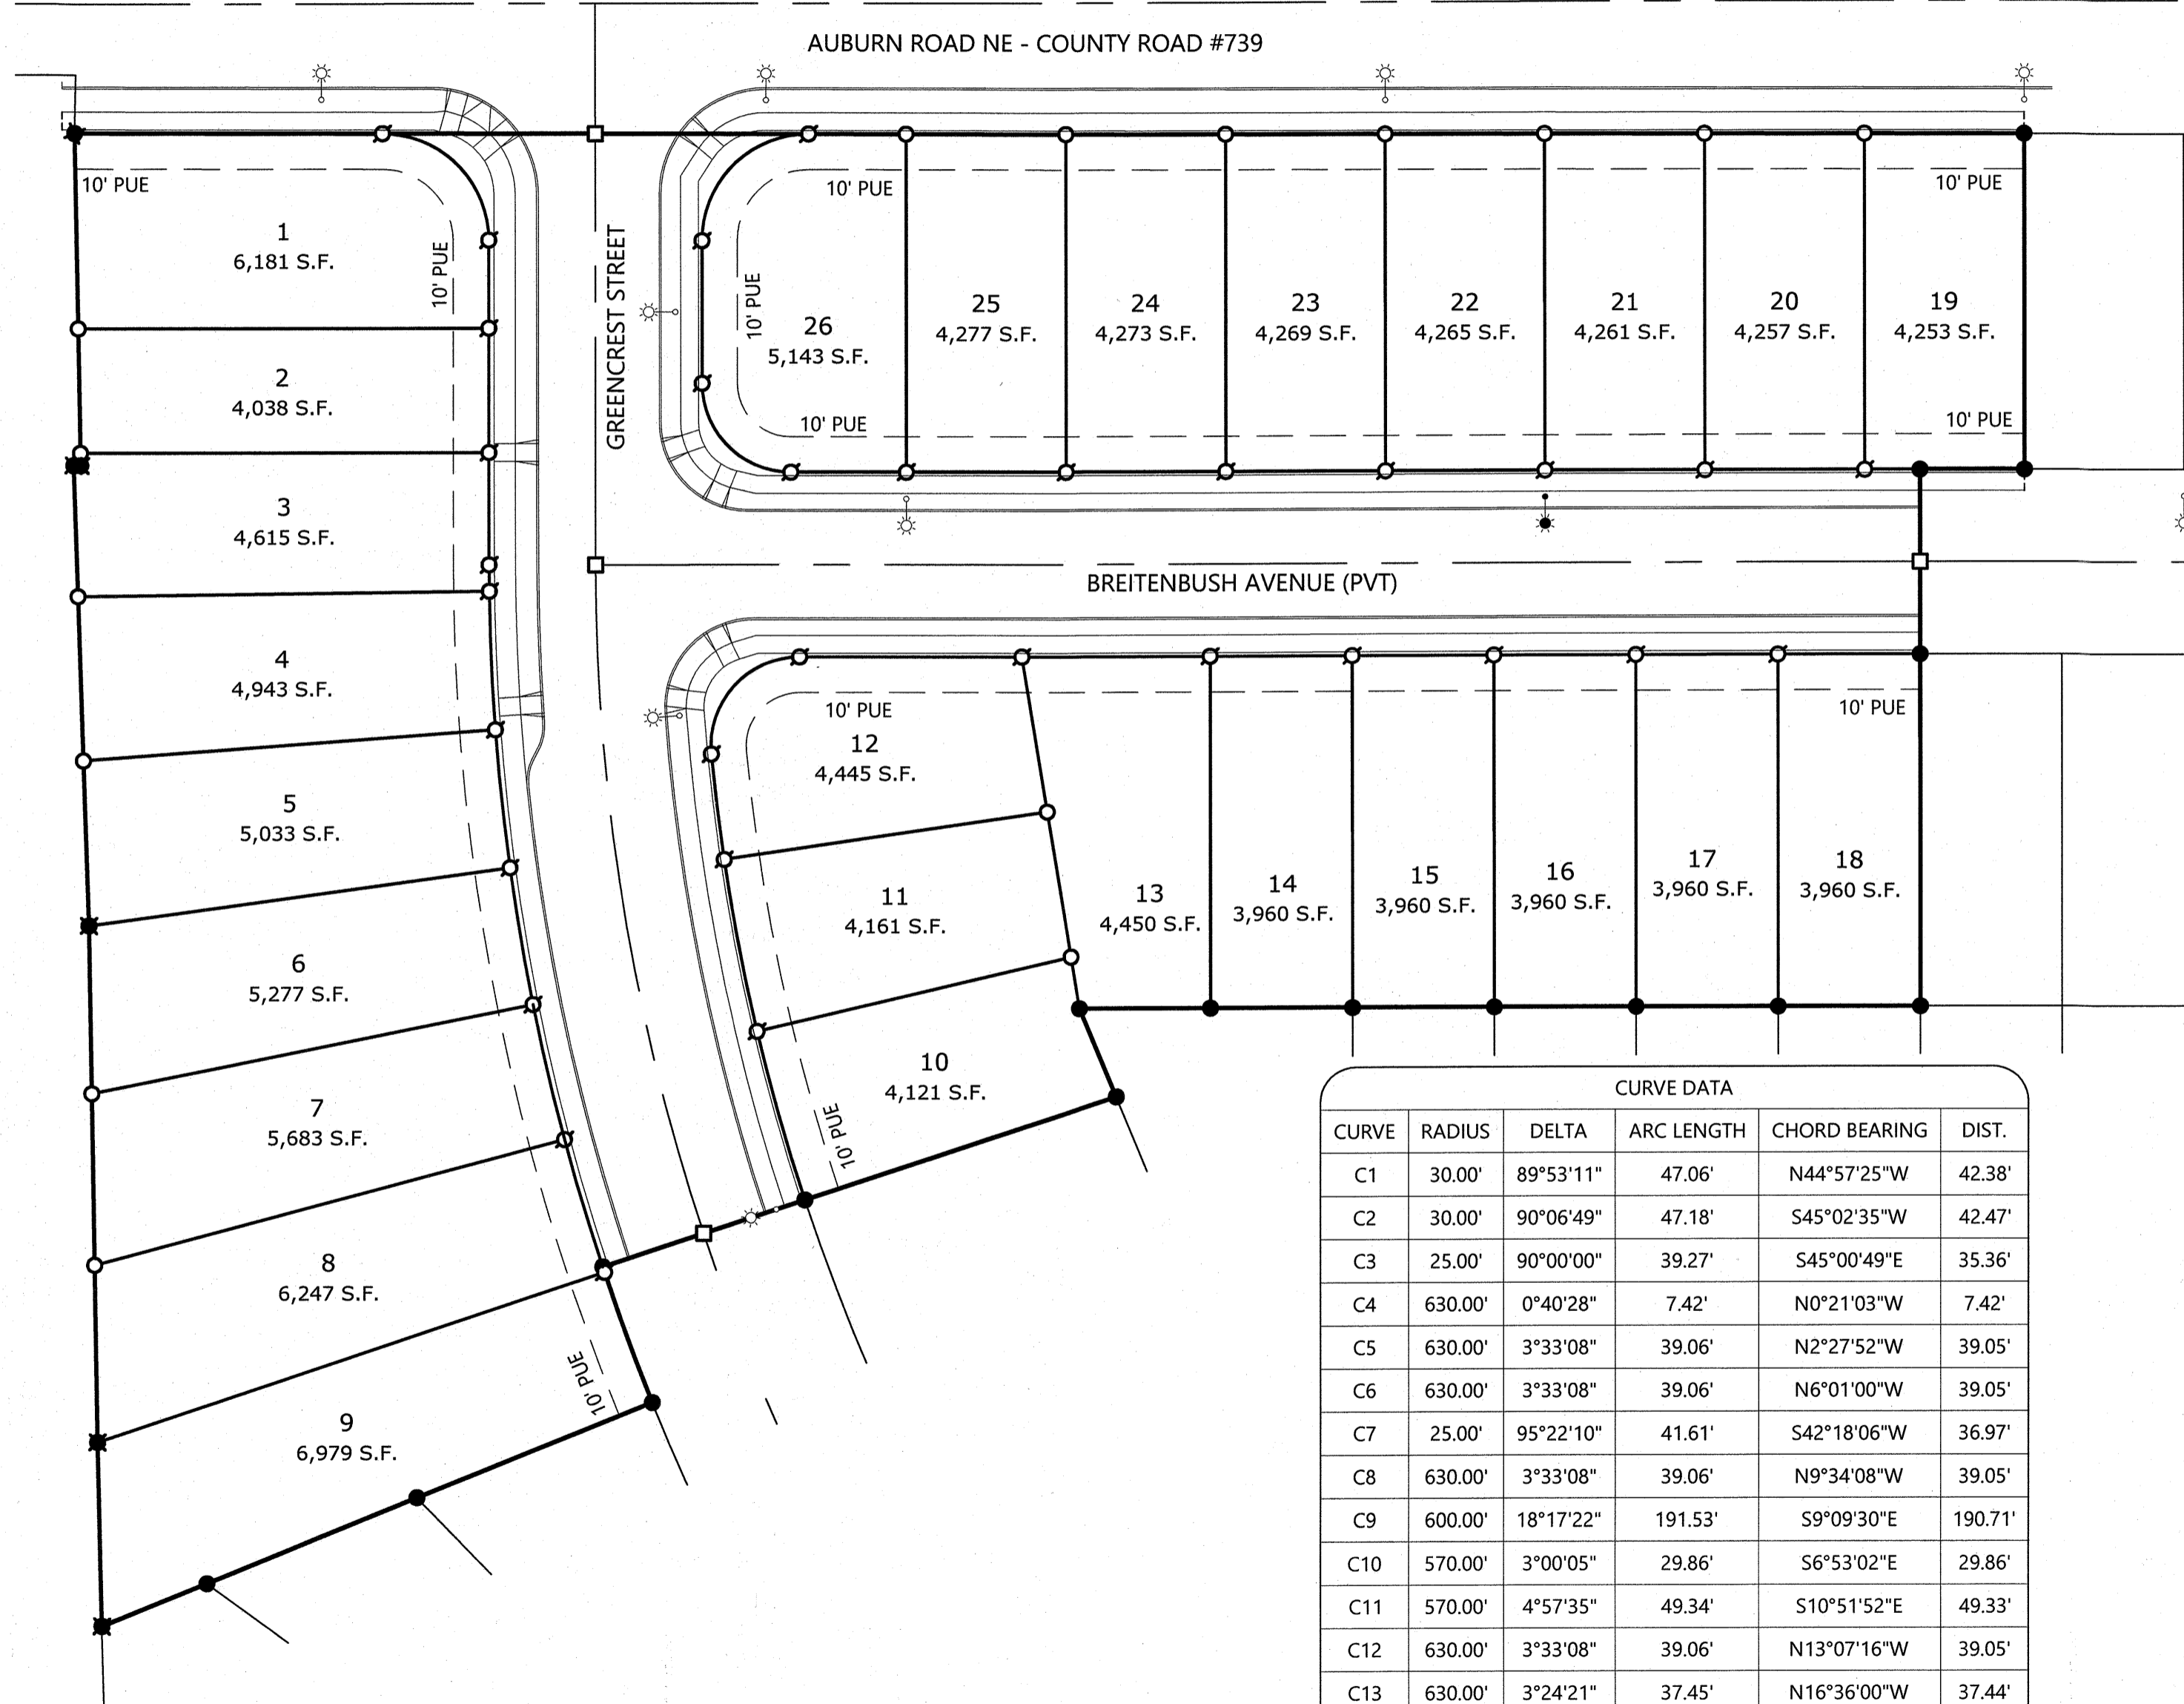 AUBURN ROAD NE - COUNTY ROAD #739
10' PUE
1
6,181 S.F.
10' PUE
2
4,038 S.F.
3
4,615 S.F.
4
4,943 S.F.
5
5,033 S.F.
6
5,277 S.F.
7
5,683 S.F.
8
6,247 S.F.
9
6,979 S.F.
10' PUE
GREENCREST STREET
10' PUE
10' PUE
26
5,143 S.F.
10' PUE
25
4,277 S.F.
24
4,273 S.F.
23
4,269 S.F.
22
4,265 S.F.
21
4,261 S.F.
20
4,257 S.F.
10' PUE
19
4,253 S.F.
10' PUE
BREITENBUSH AVENUE (PVT)
10' PUE
12
4,445 S.F.
11
4,161 S.F.
10
4,121 S.F.
10' PUE
13
4,450 S.F.
14
3,960 S.F.
15
3,960 S.F.
16
3,960 S.F.
17
3,960 S.F.
10' PUE
18
3,960 S.F.
CURVE DATA
CURVE RADIUS DELTA ARC LENGTH CHORD BEARING DIST.
C1 30.00' 89°53'11" 47.06' N44°57'25"W 42.38'
C2 30.00' 90°06'49" 47.18' S45°02'35"W 42.47'
C3 25.00' 90°00'00" 39.27' S45°00'49"E 35.36'
C4 630.00' 0°40'28" 7.42' N0°21'03"W 7.42'
C5 630.00' 3°33'08" 39.06' N2°27'52"W 39.05'
C6 630.00' 3°33'08" 39.06' N6°01'00"W 39.05'
C7 25.00' 95°22'10" 41.61' S42°18'06"W 36.97'
C8 630.00' 3°33'08" 39.06' N9°34'08"W 39.05'
C9 600.00' 18°17'22" 191.53' S9°09'30"E 190.71'
C10 570.00' 3°00'05" 29.86' S6°53'02"E 29.86'
C11 570.00' 4°57'35" 49.34' S10°51'52"E 49.33'
C12 630.00' 3°33'08" 39.06' N13°07'16"W 39.05'
C13 630.00' 3°24'21" 37.45' N16°36'00"W 37.44'